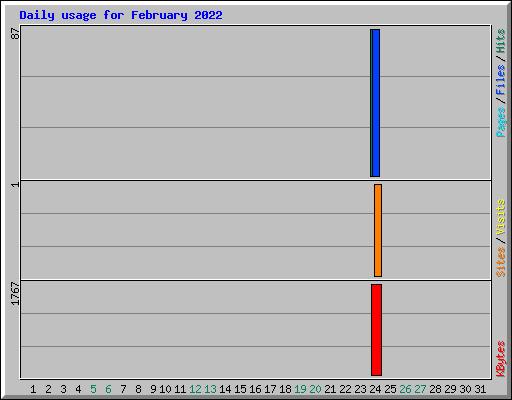 Daily usage for February 2022
87
1
1767
Pages/Files/Hits
Sites/Visits
KBytes
1 2 3 4 5 6 7 8 9 10 11 12 13 14 15 16 17 18 19 20 21 22 23 24 25 26 27 28 29 30 31